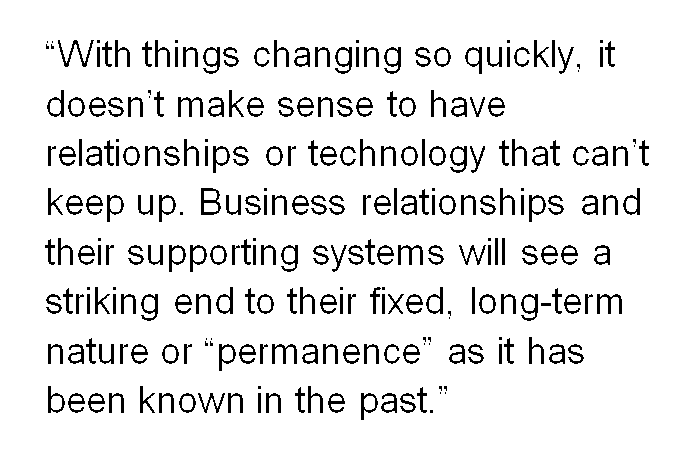 “With things changing so quickly, it
doesn’t make sense to have
relationships or technology that can’t
keep up. Business relationships and
their supporting systems will see a
striking end to their fixed, long-term
nature or “permanence” as it has
been known in the past.”